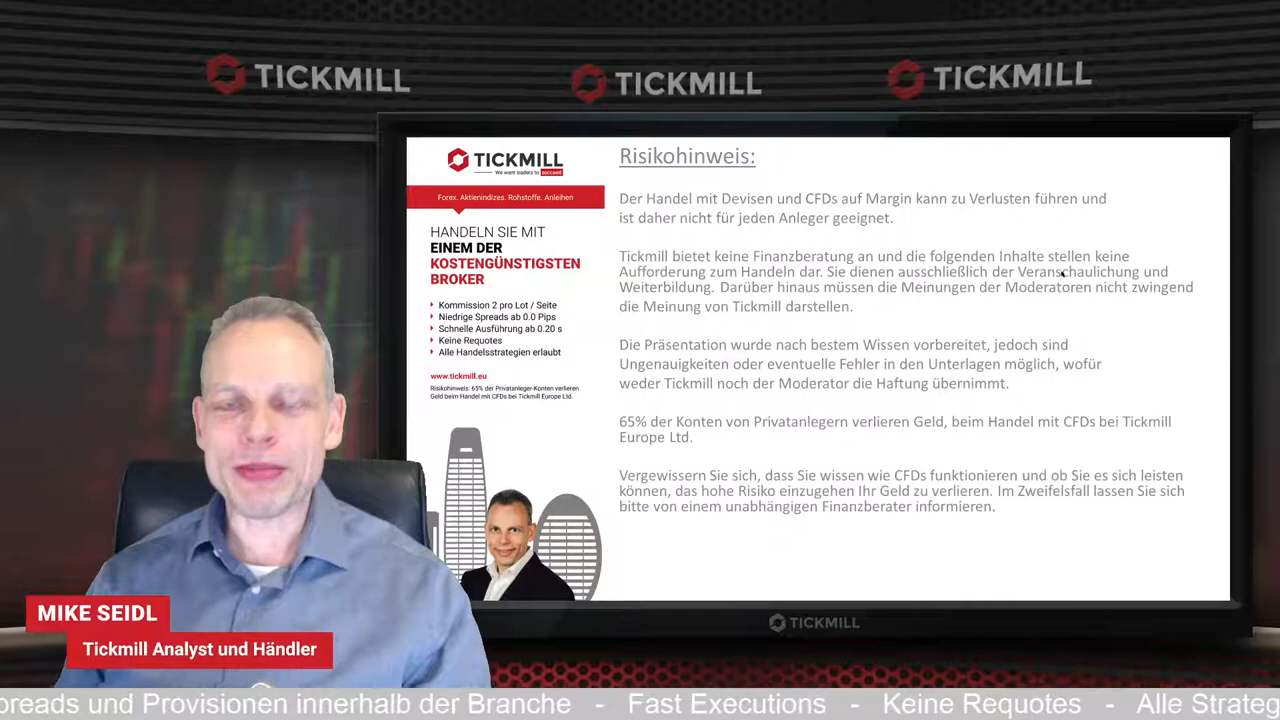 TICKMILL
TICKMILL
TICKMILL
TICKMILL
We want traders to succeed
Forex. Aktienindizes. Rohstoffe. Anleihen
HANDELN SIE MIT
EINEM DER
KOSTENGÜNSTIGSTEN
BROKER
Kommission 2 pro Lot / Seite
Niedrige Spreads ab 0.0 Pips
Schnelle Ausführung ab 0.20 s
Keine Requotes
Alle Handelsstrategien erlaubt
www.tickmill.eu
Risikohinweis: 65% der Privatanleger-Konten verlieren
Geld beim Handel mit CFDs bei Tickmill Europe Ltd.
Risikohinweis:
Der Handel mit Devisen und CFDs auf Margin kann zu Verlusten führen und
ist daher nicht für jeden Anleger geeignet.
Tickmill bietet keine Finanzberatung an und die folgenden Inhalte stellen keine
Aufforderung zum Handeln dar. Sie dienen ausschließlich der Veranschaulichung und
Weiterbildung. Darüber hinaus müssen die Meinungen der Moderatoren nicht zwingend
die Meinung von Tickmill darstellen.
Die Präsentation wurde nach bestem Wissen vorbereitet, jedoch sind
Ungenauigkeiten oder eventuelle Fehler in den Unterlagen möglich, wofür
weder Tickmill noch der Moderator die Haftung übernimmt.
65% der Konten von Privatanlegern verlieren Geld, beim Handel mit CFDs bei Tickmill
Europe Ltd.
Vergewissern Sie sich, dass Sie wissen wie CFDs funktionieren und ob Sie es sich leisten
können, das hohe Risiko einzugehen Ihr Geld zu verlieren. Im Zweifelsfall lassen Sie sich
bitte von einem unabhängigen Finanzberater informieren.
MIKE SEIDL
Tickmill Analyst und Händler
TICKMILL
preads und Provisionen innerhalb der Branche - Fast Executions - Keine Requotes - Alle Strateg